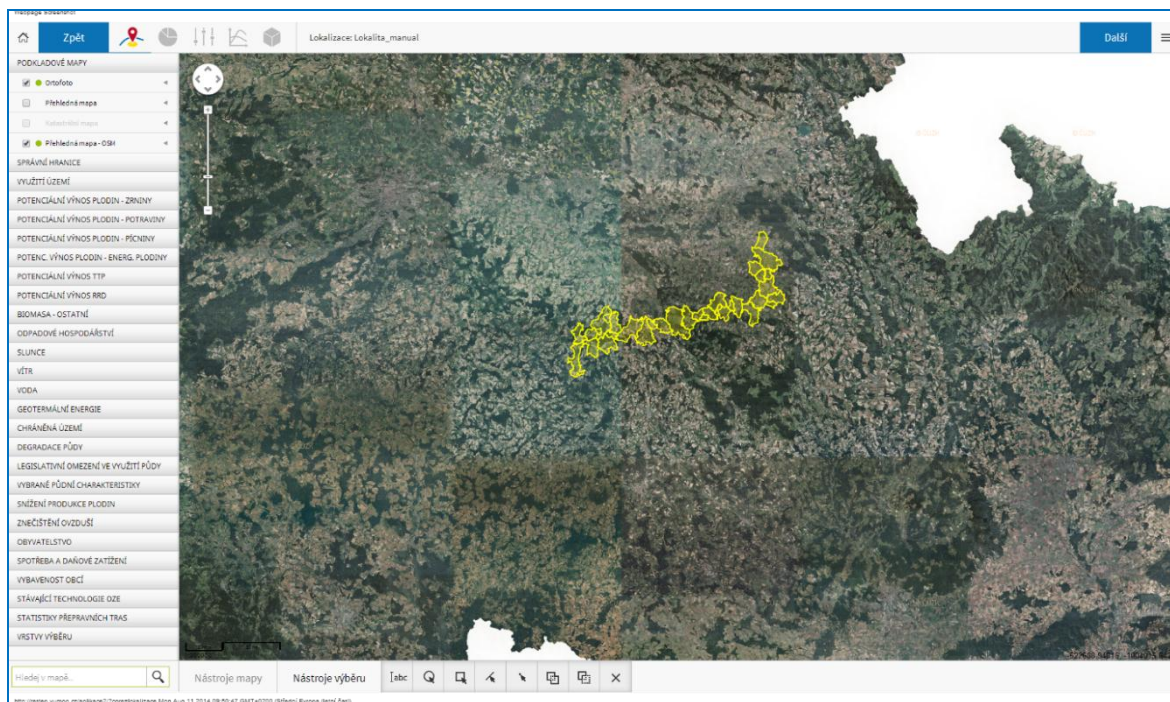 Zpět
Lokalizace: Lokalita_manual
Další
PODKLADOVÉ MAPY
Ortofoto
Přehledná mapa
Katastrální mapa
Přehledná mapa - OSM
SPRÁVNÍ HRANICE
VYUŽITÍ ÚZEMÍ
POTENCIÁLNÍ VÝNOS PLODIN - ZRNINY
POTENCIÁLNÍ VÝNOS PLODIN - POTRAVINY
POTENCIÁLNÍ VÝNOS PLODIN - PÍCNINY
POTENC. VÝNOS PLODIN - ENERG. PLODINY
POTENCIÁLNÍ VÝNOS TTP
POTENCIÁLNÍ VÝNOS RRD
BIOMASA - OSTATNÍ
ODPADOVÉ HOSPODÁŘSTVÍ
SLUNCE
VÍTR
VODA
GEOTERMÁLNÍ ENERGIE
CHRÁNĚNÁ ÚZEMÍ
DEGRADACE PŮDY
LEGISLATIVNÍ OMEZENÍ VE VYUŽITÍ PŮDY
VYBRANÉ PŮDNÍ CHARAKTERISTIKY
SNÍŽENÍ PRODUKCE PLODIN
ZNEČIŠTĚNÍ OVZDUŠÍ
OBYVATELSTVO
SPOTŘEBA A DAŇOVÉ ZATÍŽENÍ
VYBAVENOST OBCÍ
STÁVAJÍCÍ TECHNOLOGIE OZE
STATISTIKY PŘEPRAVNÍCH TRAS
VRSTVY VÝBĚRU
Hledej v mapě..
Nástroje mapy
Nástroje výběru
abc